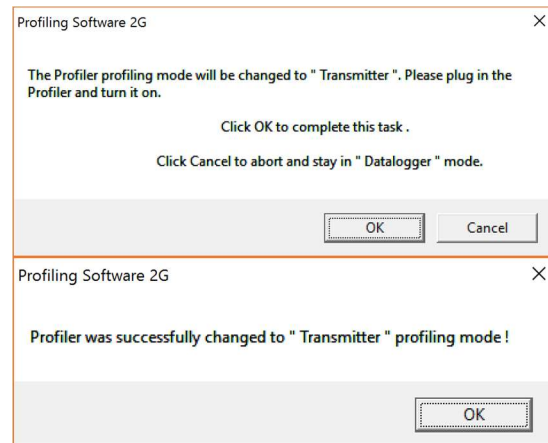 Profiling Software 2G
The Profiler profiling mode will be changed to " Transmitter ". Please plug in the
Profiler and turn it on.
Click OK to complete this task .
Click Cancel to abort and stay in " Datalogger " mode.
OK Cancel
Profiling Software 2G
Profiler was successfully changed to " Transmitter " profiling mode !
OK